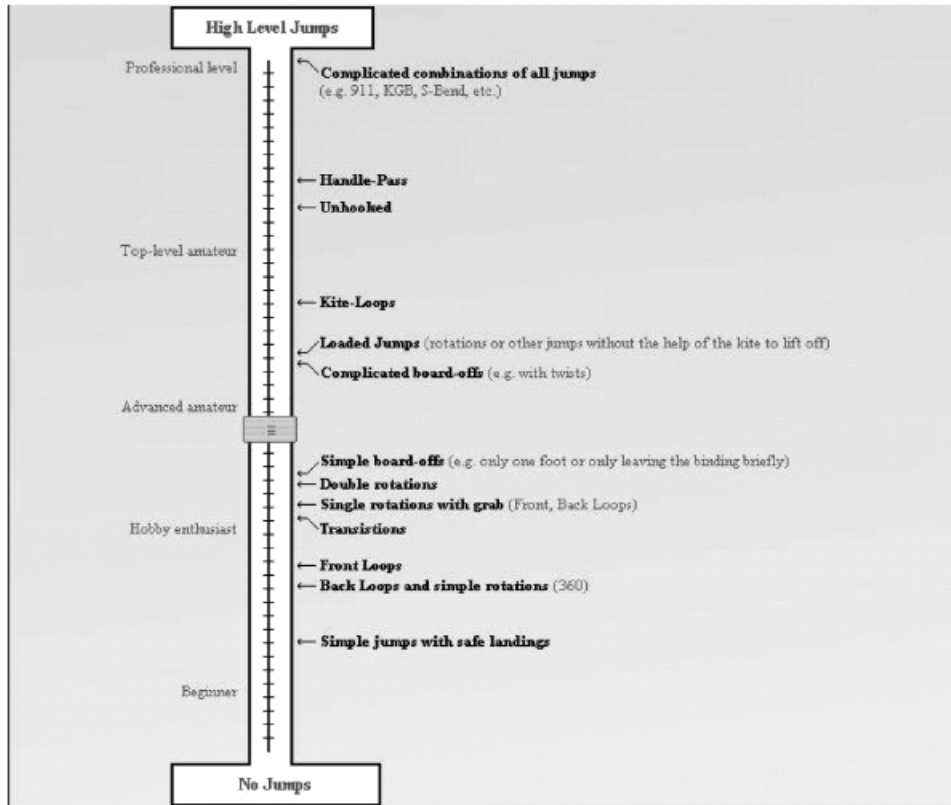 High Level Jumps
Professional level
Complicated combinations of all jumps
(e.g. 911, KGB, S-Bend, etc.)
Handle-Pass
Unhooked
Top-level amateur
Kite-Loops
Loaded Jumps (rotations or other jumps without the help of the kite to lift off)
Complicated board-offs (e.g. with twists)
Advanced amateur
Simple board-offs (e.g. only one foot or only leaving the binding briefly)
Double rotations
Single rotations with grab (Front, Back Loops)
Hobby enthusiast
Transistions
Front Loops
Back Loops and simple rotations (360)
Simple jumps with safe landings
Beginner
No Jumps